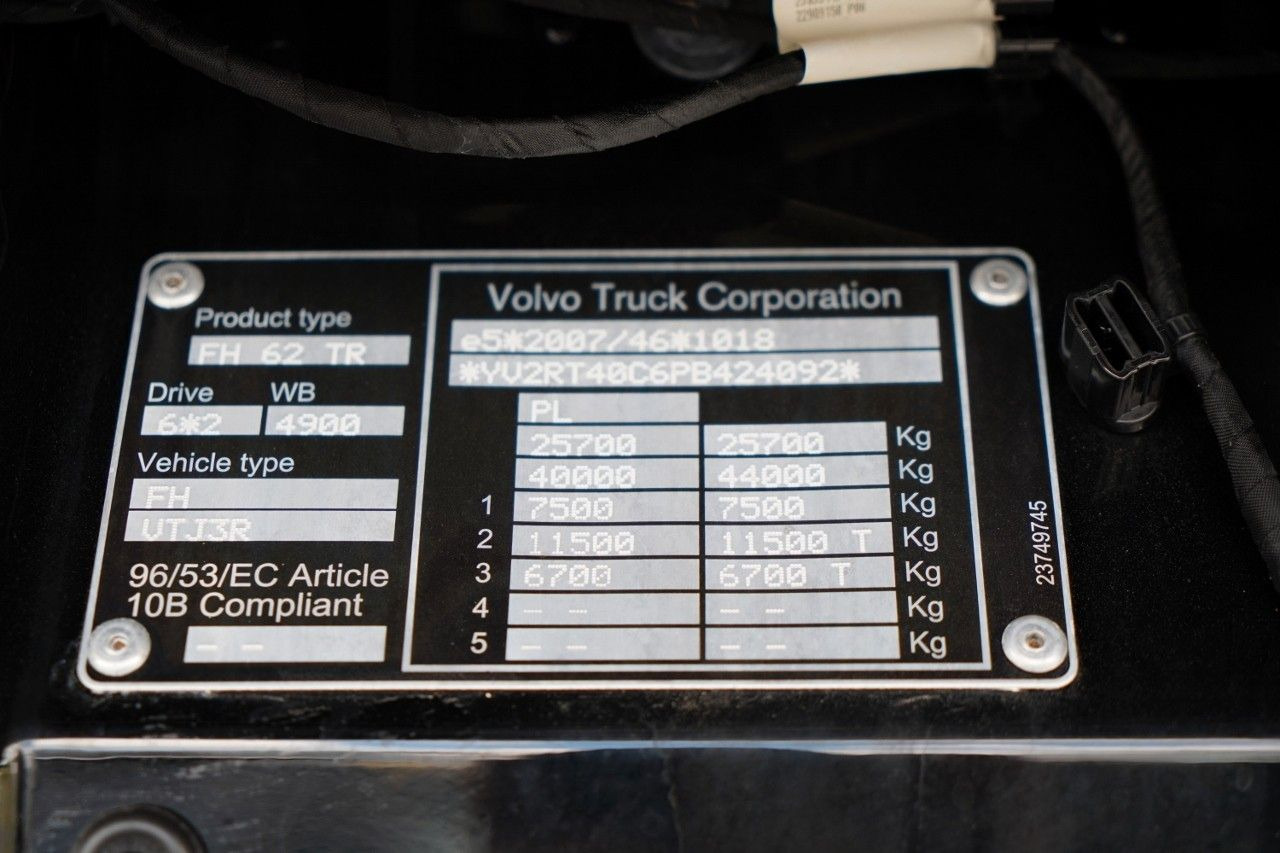 22909150 P00
Product type
FH 62 TR
Drive WB
6*2 4900
Vehicle type
FH
VTJ3R
96/53/EC Article
10B Compliant
-- --
Volvo Truck Corporation
e5*2007/46*1018
*YV2RT40C6PB424092*
PL
25700 25700 Kg
40000 44000 Kg
1 7500 7500 Kg
2 11500 11500 T Kg
3 6700 6700 T Kg
4 -- -- -- -- Kg
5 -- -- -- -- Kg
23749745